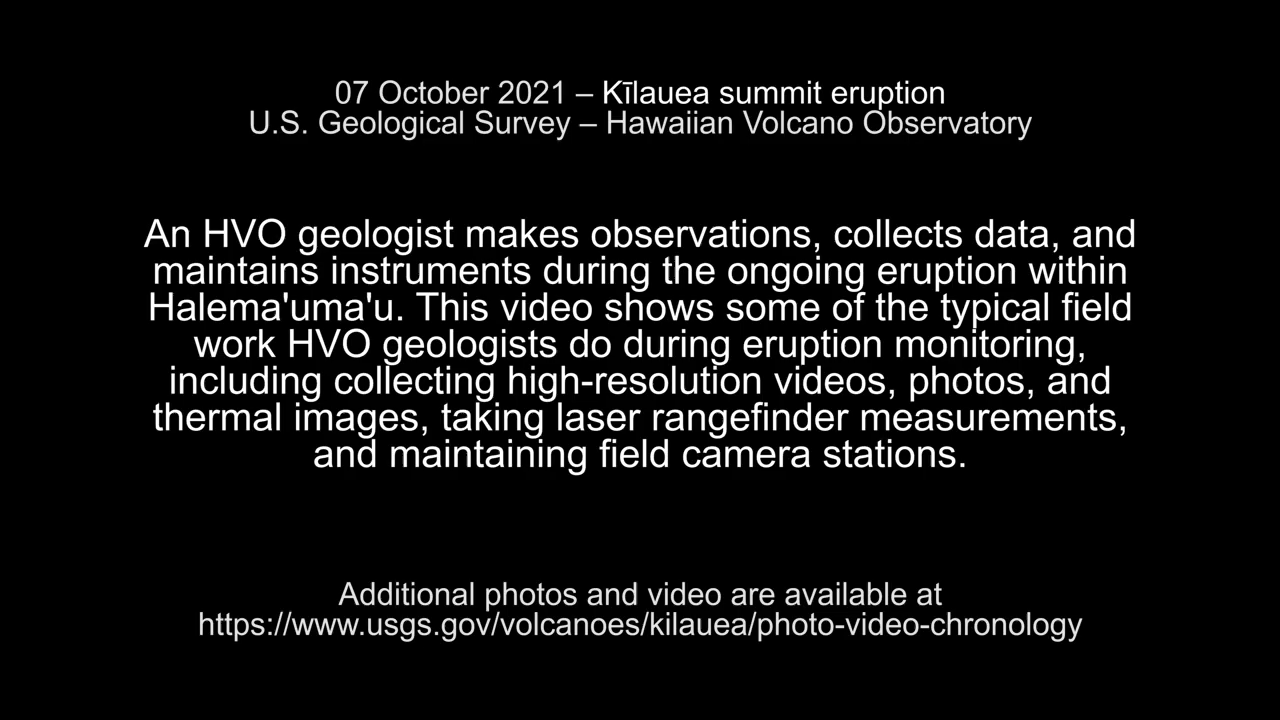 07 October 2021 – Kīlauea summit eruption
U.S. Geological Survey – Hawaiian Volcano Observatory
An HVO geologist makes observations, collects data, and
maintains instruments during the ongoing eruption within
Halema'uma'u. This video shows some of the typical field
work HVO geologists do during eruption monitoring,
including collecting high-resolution videos, photos, and
thermal images, taking laser rangefinder measurements,
and maintaining field camera stations.
Additional photos and video are available at
https://www.usgs.gov/volcanoes/kilauea/photo-video-chronology